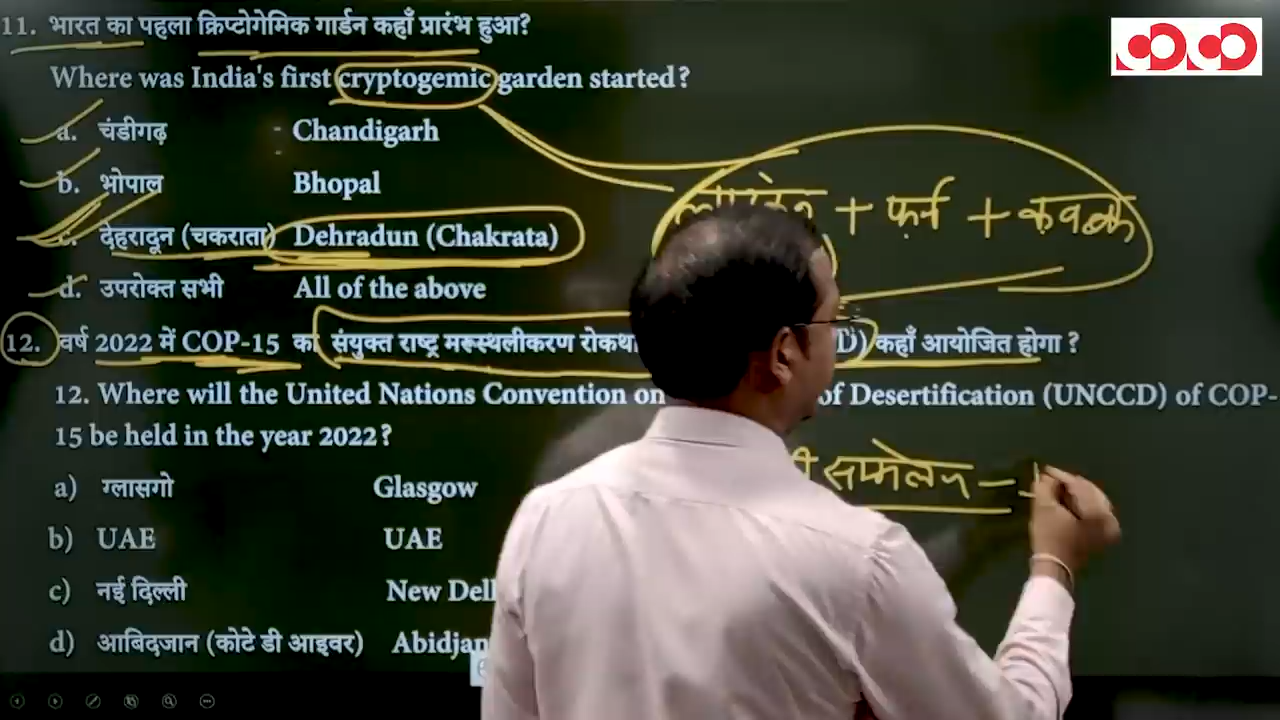 11. भारत का पहला क्रिप्टोगेमिक गार्डन कहाँ प्रारंभ हुआ?
Where was India's first cryptogemic garden started?
a. चंडीगढ़ - Chandigarh
b. भोपाल Bhopal
c. देहरादून (चकराता) Dehradun (Chakrata)
d. उपरोक्त सभी All of the above
+ फर्न + कवक
12. वर्ष 2022 में COP-15 का संयुक्त राष्ट्र मरूस्थलीकरण रोकथा D) कहाँ आयोजित होगा ?
12. Where will the United Nations Convention on of Desertification (UNCCD) of COP-
15 be held in the year 2022?
सम्मेलन –
a) ग्लासगो Glasgow
b) UAE UAE
c) नई दिल्ली New Del
d) आबिदजान (कोटे डी आइवर) Abidjan